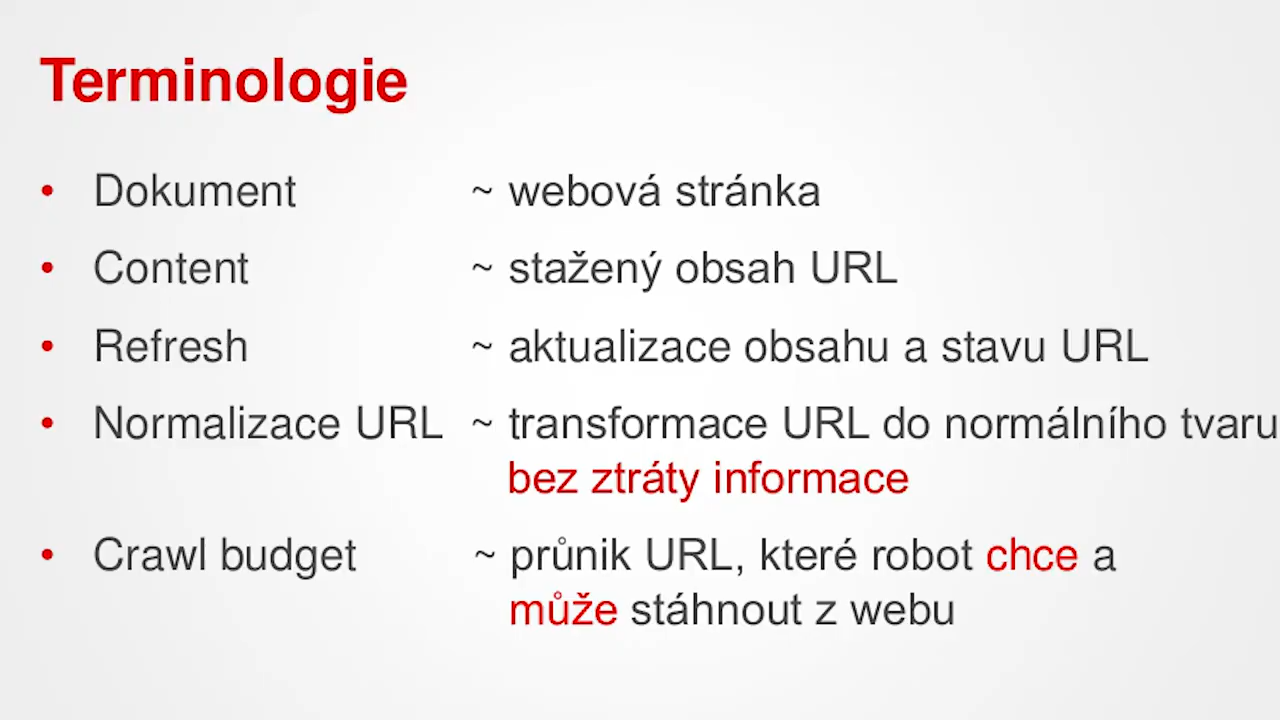 Terminologie
• Dokument ~ webová stránka
• Content ~ stažený obsah URL
• Refresh ~ aktualizace obsahu a stavu URL
• Normalizace URL ~ transformace URL do normálního tvaru
bez ztráty informace
• Crawl budget ~ průnik URL, které robot chce a
může stáhnout z webu